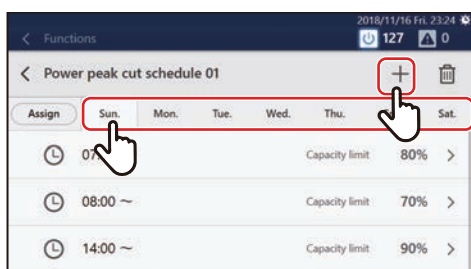 2018/11/16 Fri. 23:24
Functions 127 0
Power peak cut schedule 01
Assign Sun. Mon. Tue. Wed. Thu. Sat.
07: Capacity limit 80%
08:00 ~ Capacity limit 70%
14:00 ~ Capacity limit 90%